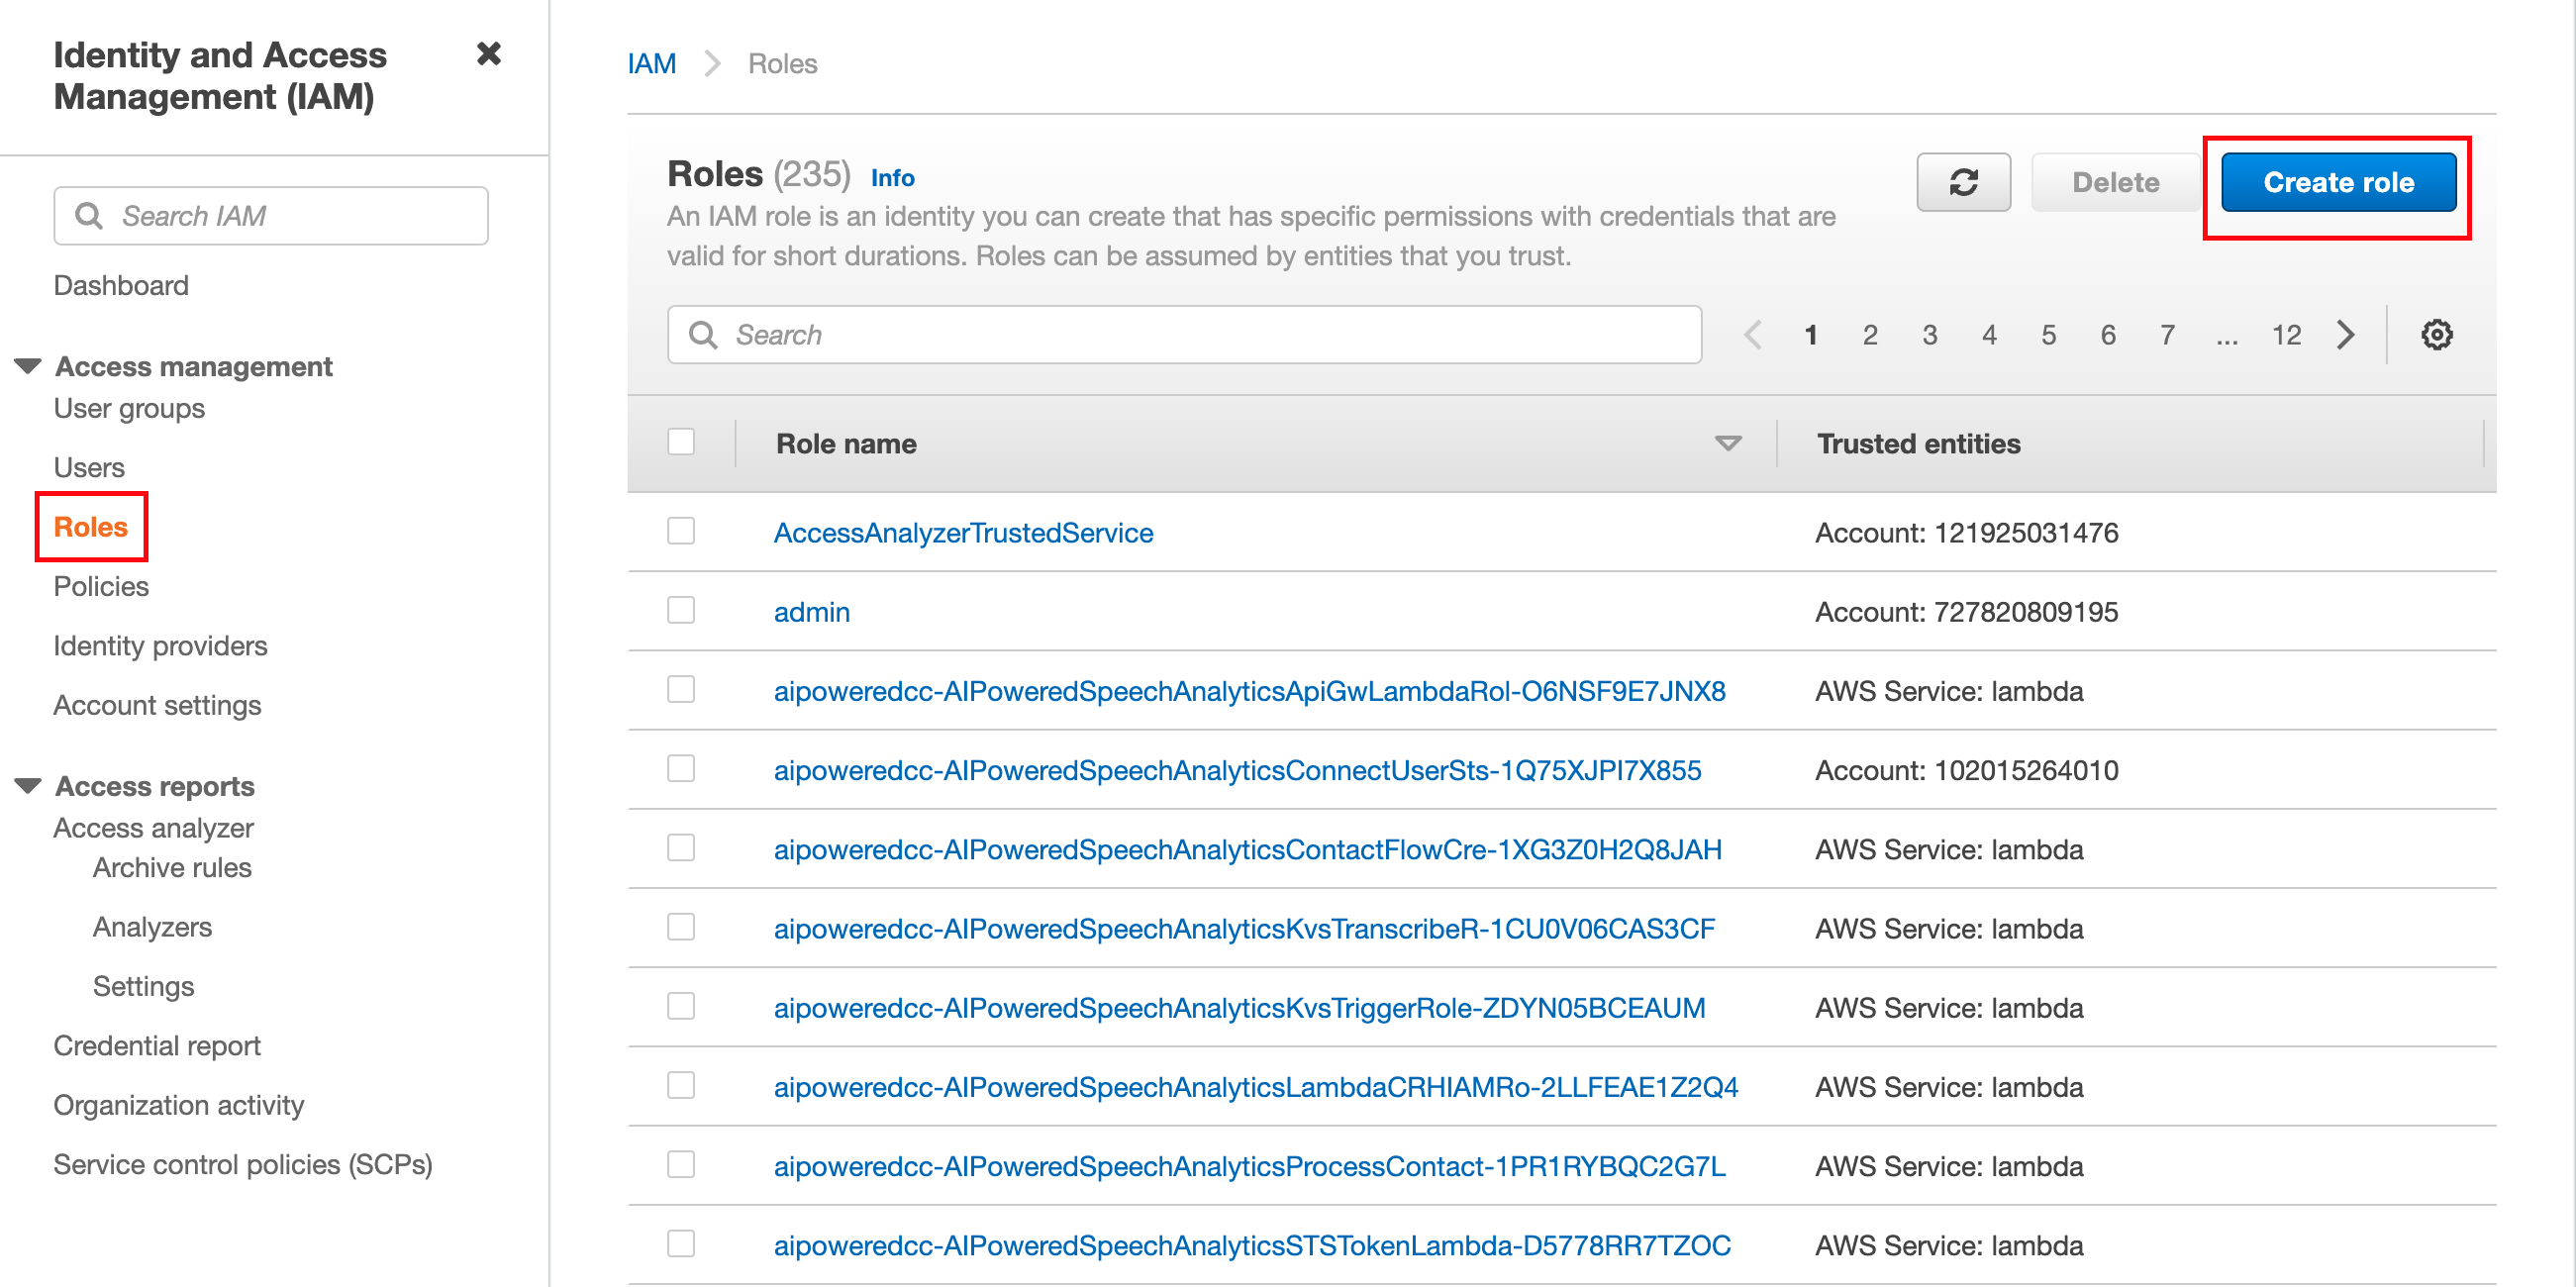 Identity and Access
Management (IAM)
Search IAM
Dashboard
Access management
User groups
Users
Roles
Policies
Identity providers
Account settings
Access reports
Access analyzer
Archive rules
Analyzers
Settings
Credential report
Organization activity
Service control policies (SCPs)
IAM > Roles
Roles (235) Info
An IAM role is an identity you can create that has specific permissions with credentials that are
valid for short durations. Roles can be assumed by entities that you trust.
Delete
Create role
Search
1 2 3 4 5 6 7 ... 12
Role name Trusted entities
AccessAnalyzerTrustedService Account: 121925031476
admin Account: 727820809195
aipoweredcc-AIPoweredSpeechAnalyticsApiGwLambdaRol-O6NSF9E7JNX8 AWS Service: lambda
aipoweredcc-AIPoweredSpeechAnalyticsConnectUserSts-1Q75XJPI7X855 Account: 102015264010
aipoweredcc-AIPoweredSpeechAnalyticsContactFlowCre-1XG3Z0H2Q8JAH AWS Service: lambda
aipoweredcc-AIPoweredSpeechAnalyticsKvsTranscribeR-1CU0V06CAS3CF AWS Service: lambda
aipoweredcc-AIPoweredSpeechAnalyticsKvsTriggerRole-ZDYN05BCEAUM AWS Service: lambda
aipoweredcc-AIPoweredSpeechAnalyticsLambdaCRHIAMRo-2LLFEAE1Z2Q4 AWS Service: lambda
aipoweredcc-AIPoweredSpeechAnalyticsProcessContact-1PR1RYBQC2G7L AWS Service: lambda
aipoweredcc-AIPoweredSpeechAnalyticsSTSTokenLambda-D5778RR7TZOC AWS Service: lambda